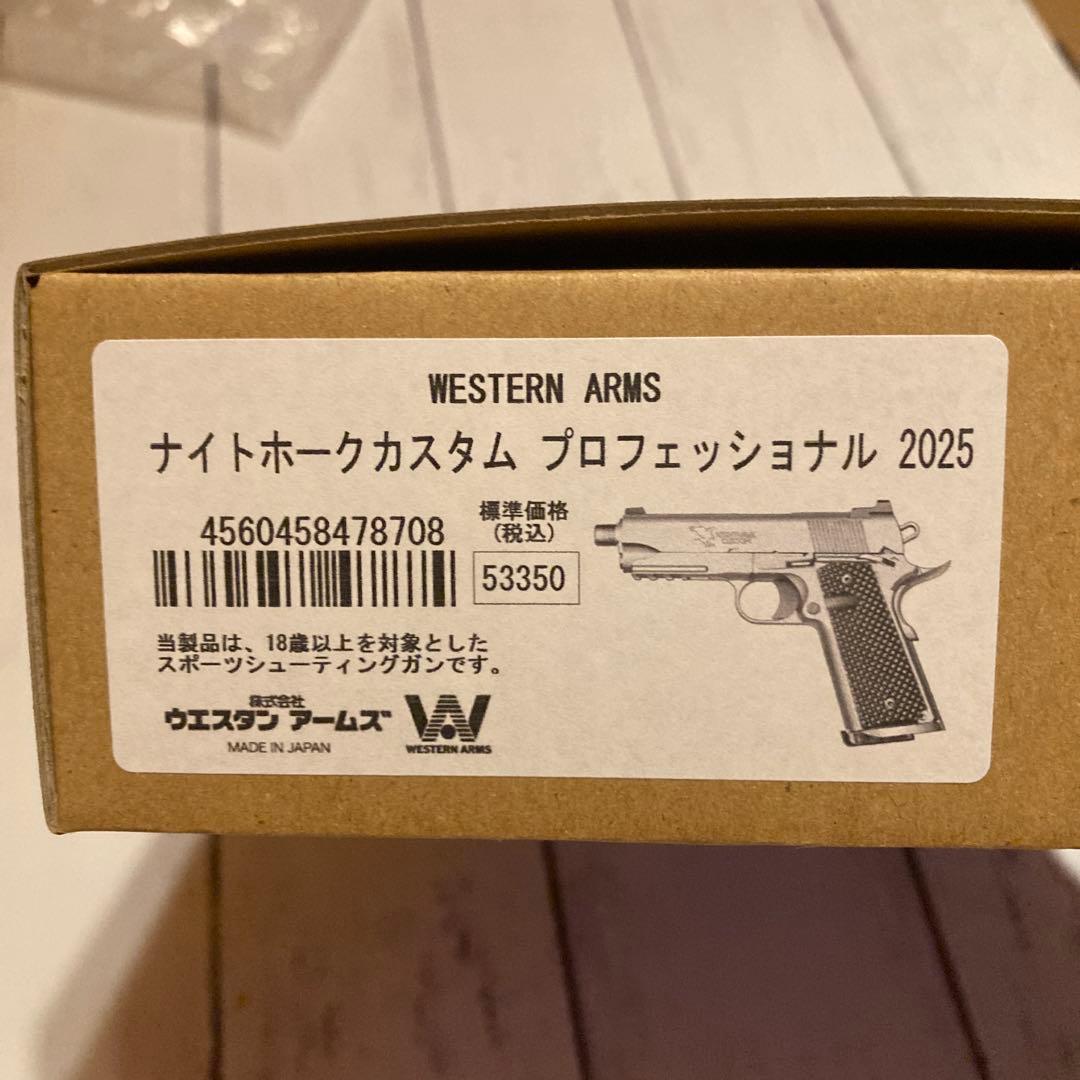 WESTERN ARMS
ナイトホークカスタム プロフェッショナル 2025
4560458478708
標準価格
(税込)
53350
当製品は、18歳以上を対象とした
スポーツシューティングガンです。
株式会社
ウエスタン アームズ
MADE IN JAPAN
WESTERN ARMS